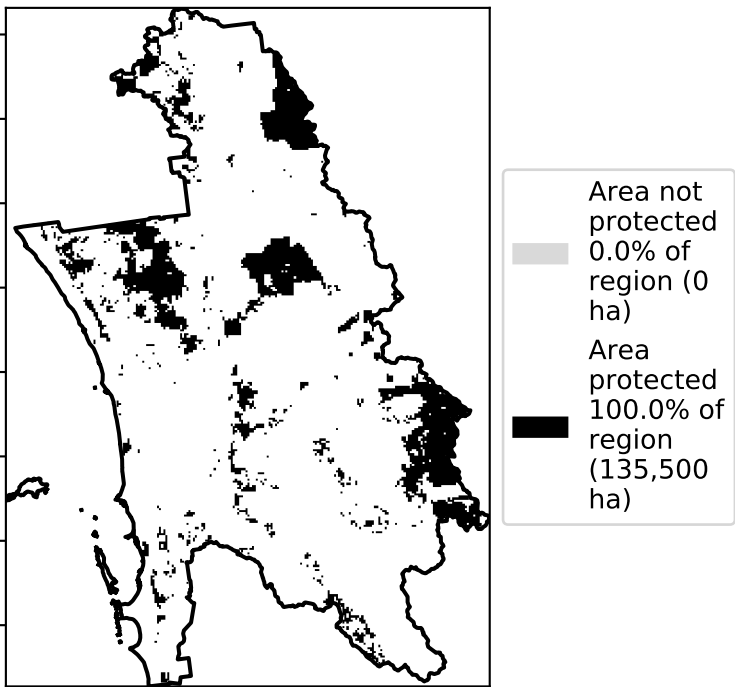 Area not
protected
0.0% of
region (0
ha)
Area
protected
100.0% of
region
(135,500
ha)